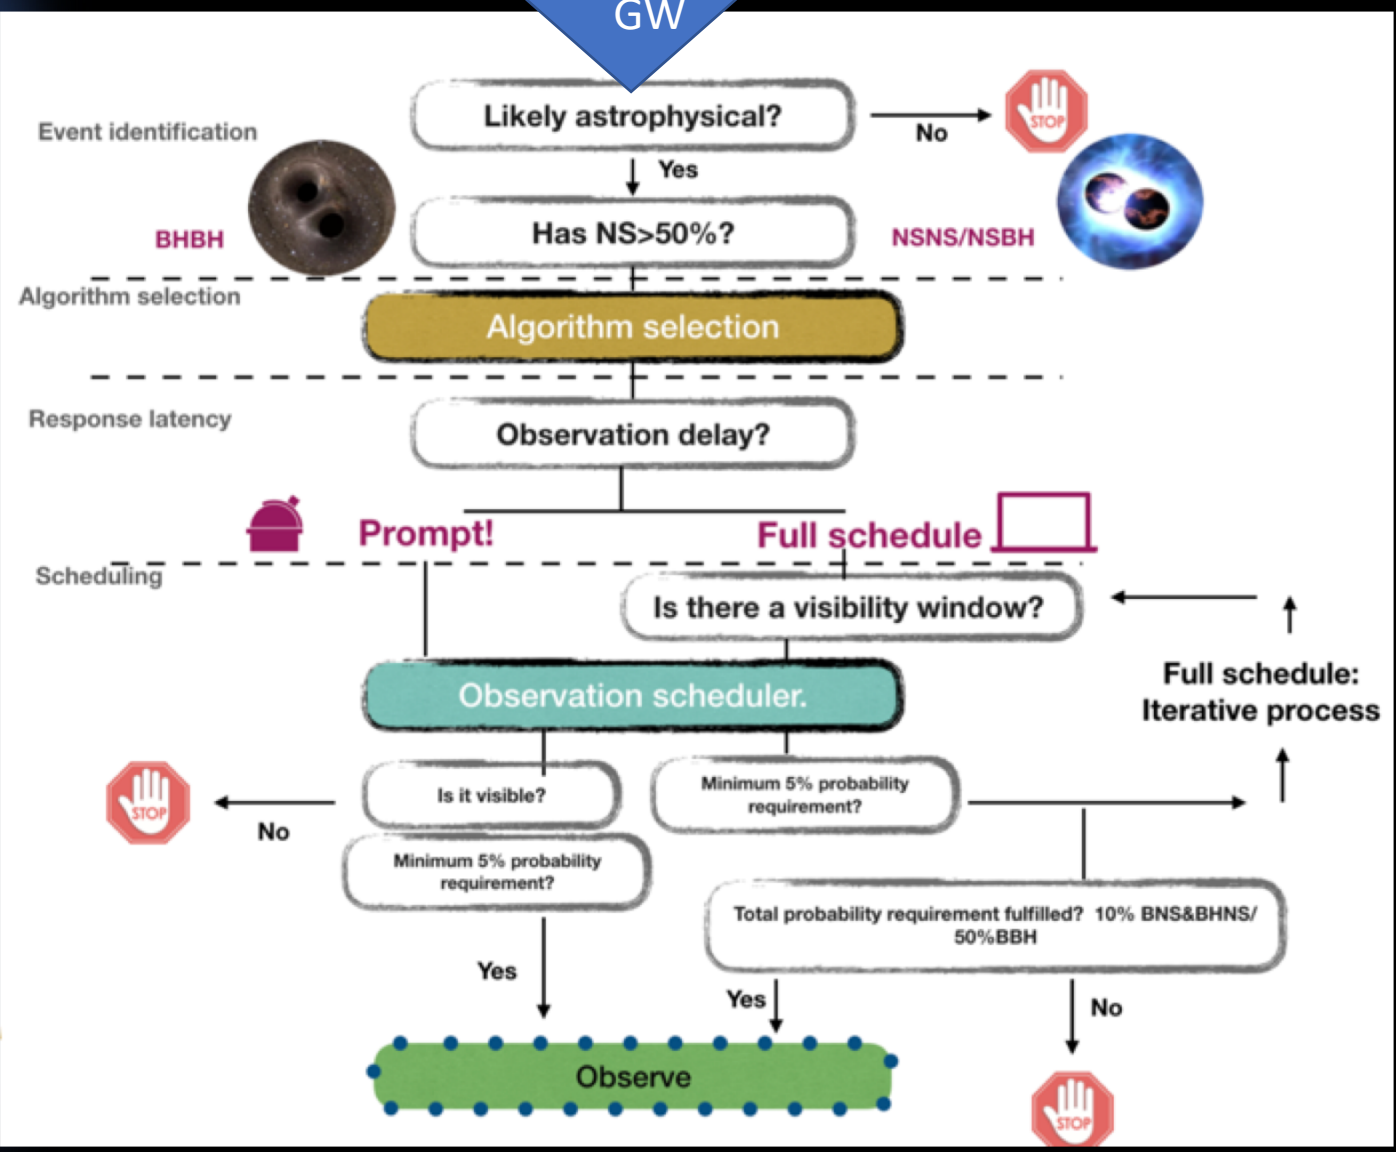 GW
Likely astrophysical?
STOP
No
Event identification
Yes
Has NS>50%?
BHBH
NSNS/NSBH
Algorithm selection
Algorithm selection
Response latency
Observation delay?
Prompt!
Full schedule
Scheduling
Is there a visibility window?
Full schedule:
Iterative process
Observation scheduler.
Is it visible?
Minimum 5% probability
requirement?
STOP
No
Minimum 5% probability
requirement?
Total probability requirement fulfilled? 10% BNS&BHNS/
50%BBH
Yes
Yes
No
Observe
STOP